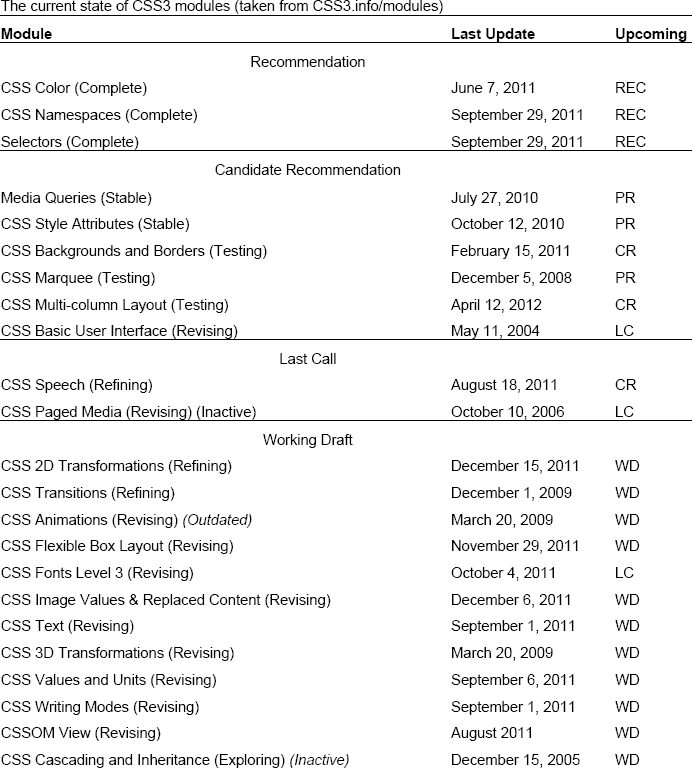 The current state of CSS3 modules (taken from CSS3.info/modules)
Module Last Update Upcoming
Recommendation
CSS Color (Complete) June 7, 2011 REC
CSS Namespaces (Complete) September 29, 2011 REC
Selectors (Complete) September 29, 2011 REC
Candidate Recommendation
Media Queries (Stable) July 27, 2010 PR
CSS Style Attributes (Stable) October 12, 2010 PR
CSS Backgrounds and Borders (Testing) February 15, 2011 CR
CSS Marquee (Testing) December 5, 2008 PR
CSS Multi-column Layout (Testing) April 12, 2012 CR
CSS Basic User Interface (Revising) May 11, 2004 LC
Last Call
CSS Speech (Refining) August 18, 2011 CR
CSS Paged Media (Revising) (Inactive) October 10, 2006 LC
Working Draft
CSS 2D Transformations (Refining) December 15, 2011 WD
CSS Transitions (Refining) December 1, 2009 WD
CSS Animations (Revising) (Outdated) March 20, 2009 WD
CSS Flexible Box Layout (Revising) November 29, 2011 WD
CSS Fonts Level 3 (Revising) October 4, 2011 LC
CSS Image Values & Replaced Content (Revising) December 6, 2011 WD
CSS Text (Revising) September 1, 2011 WD
CSS 3D Transformations (Revising) March 20, 2009 WD
CSS Values and Units (Revising) September 6, 2011 WD
CSS Writing Modes (Revising) September 1, 2011 WD
CSSOM View (Revising) August 2011 WD
CSS Cascading and Inheritance (Exploring) (Inactive) December 15, 2005 WD